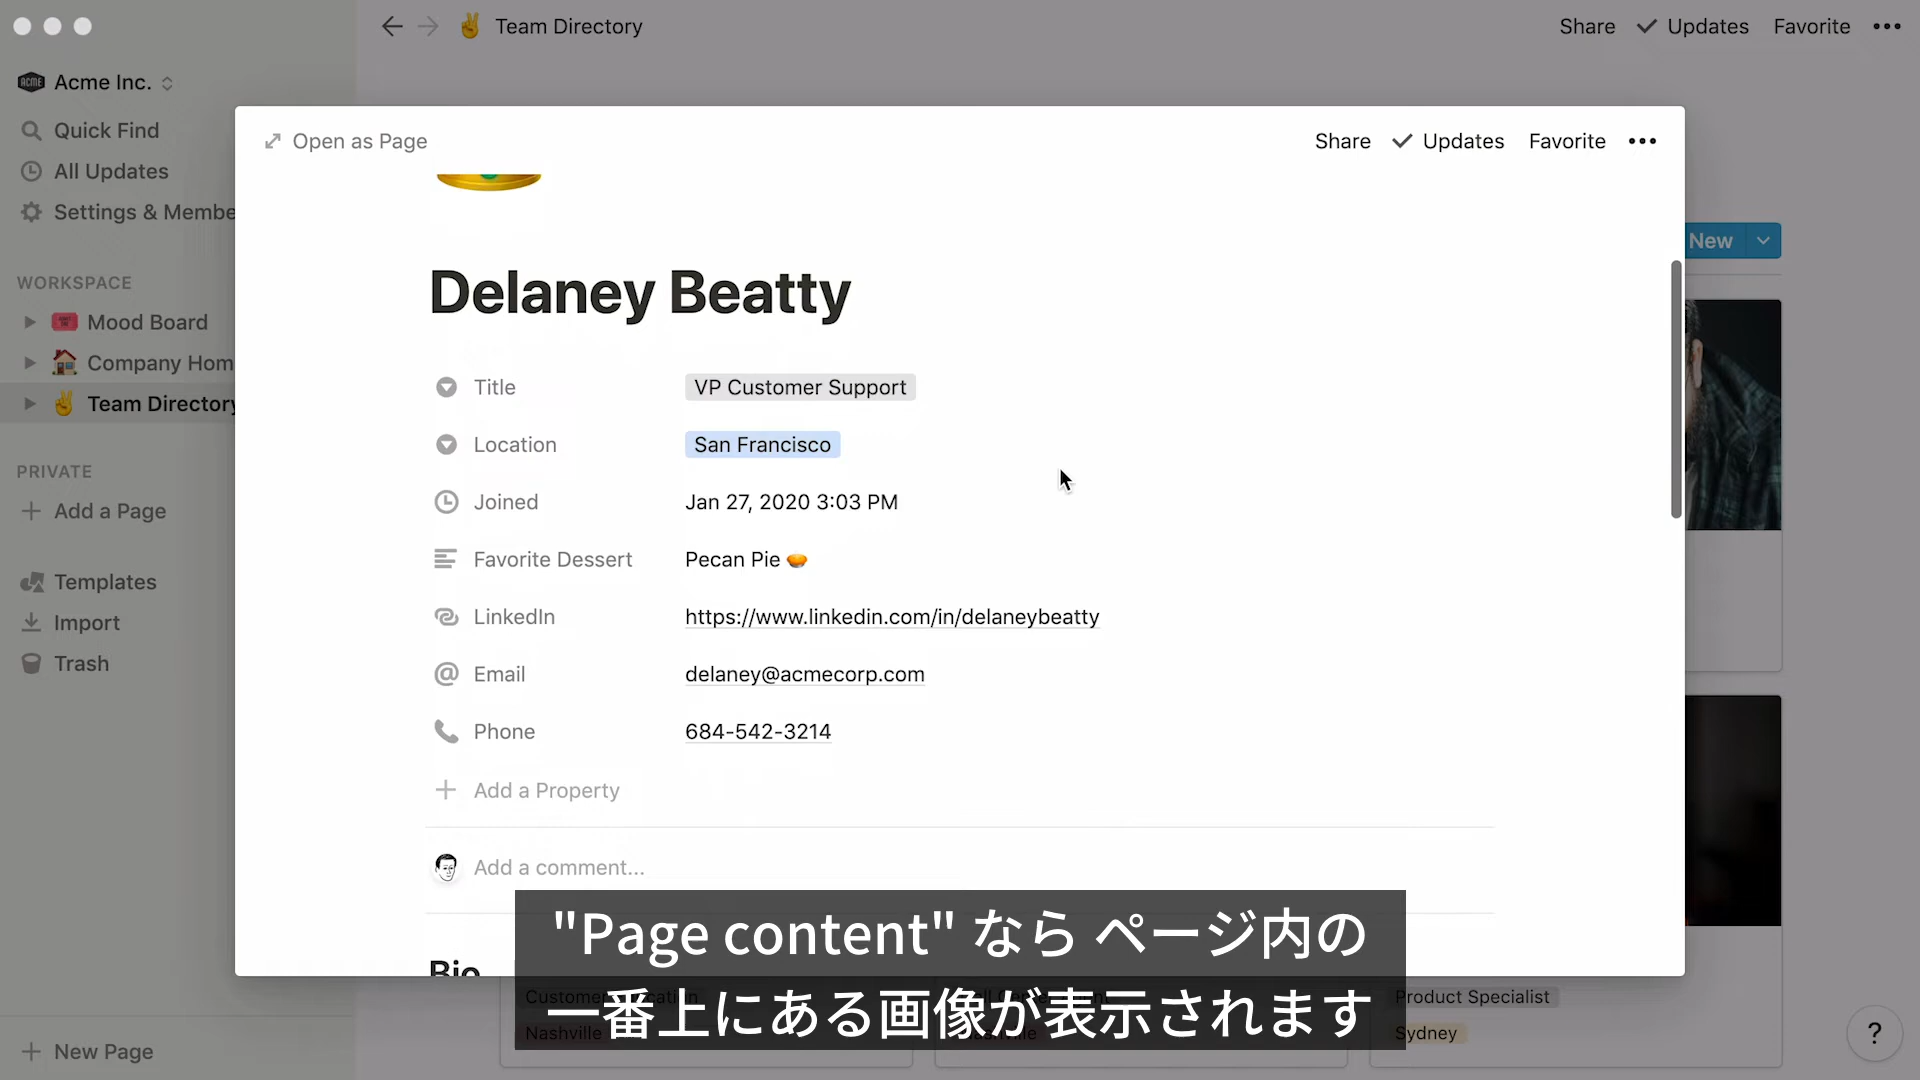 Team Directory
Share
Updates
Favorite
ACME
Acme Inc.
Quick Find
All Updates
Settings & Membe
WORKSPACE
Mood Board
Company Hom
Team Directory
PRIVATE
Add a Page
Templates
Import
Trash
New Page
New
Open as Page
Share
Updates
Favorite
Delaney Beatty
Title
VP Customer Support
Location
San Francisco
Joined
Jan 27, 2020 3:03 PM
Favorite Dessert
Pecan Pie
LinkedIn
https://www.linkedin.com/in/delaneybeatty
Email
delaney@acmecorp.com
Phone
684-542-3214
Add a Property
Add a comment...
Bio
"Page content" なら ページ内の
一番上にある画像が表示されます
Nashville
Nashville
Product Specialist
Sydney
?